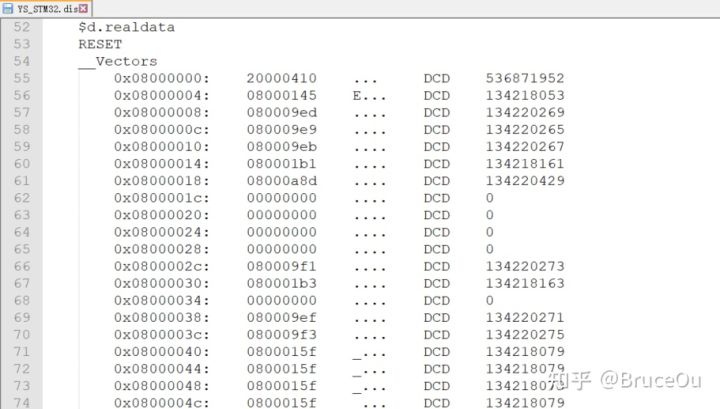 YS_STM32.dis
52 $d.realdata
53 RESET
54 __Vectors
55 0x08000000: 20000410 ... DCD 536871952
56 0x08000004: 08000145 E... DCD 134218053
57 0x08000008: 080009ed .... DCD 134220269
58 0x0800000c: 080009e9 .... DCD 134220265
59 0x08000010: 080009eb .... DCD 134220267
60 0x08000014: 080001b1 .... DCD 134218161
61 0x08000018: 08000a8d .... DCD 134220429
62 0x0800001c: 00000000 .... DCD 0
63 0x08000020: 00000000 .... DCD 0
64 0x08000024: 00000000 .... DCD 0
65 0x08000028: 00000000 .... DCD 0
66 0x0800002c: 080009f1 .... DCD 134220273
67 0x08000030: 080001b3 .... DCD 134218163
68 0x08000034: 00000000 .... DCD 0
69 0x08000038: 080009ef .... DCD 134220271
70 0x0800003c: 080009f3 .... DCD 134220275
71 0x08000040: 0800015f _... DCD 134218079
72 0x08000044: 0800015f _... DCD 134218079
73 0x08000048: 0800015f _... DCD 134218079
74 0x0800004c: 0800015f _... DCD 134218079
知乎 @BruceOu